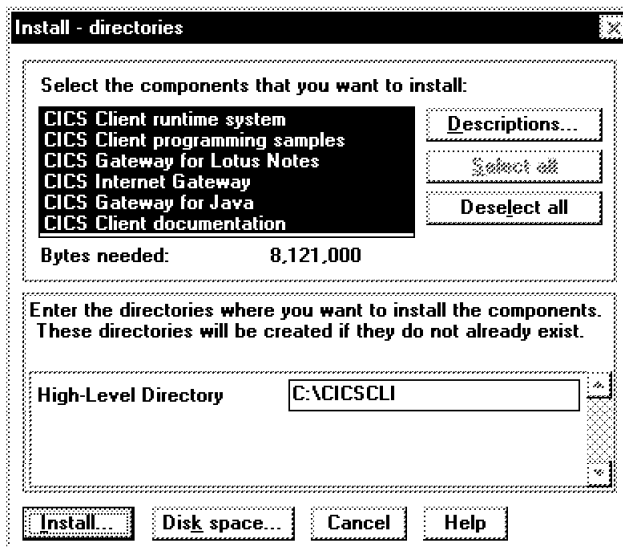 Install - directories
Select the components that you want to install:
CICS Client runtime system
CICS Client programming samples
CICS Gateway for Lotus Notes
CICS Internet Gateway
CICS Gateway for Java
CICS Client documentation
Descriptions...
Select all
Deselect all
Bytes needed: 8,121,000
Enter the directories where you want to install the components.
These directories will be created if they do not already exist.
High-Level Directory C:\CICSCLI
Install... Disk space... Cancel Help